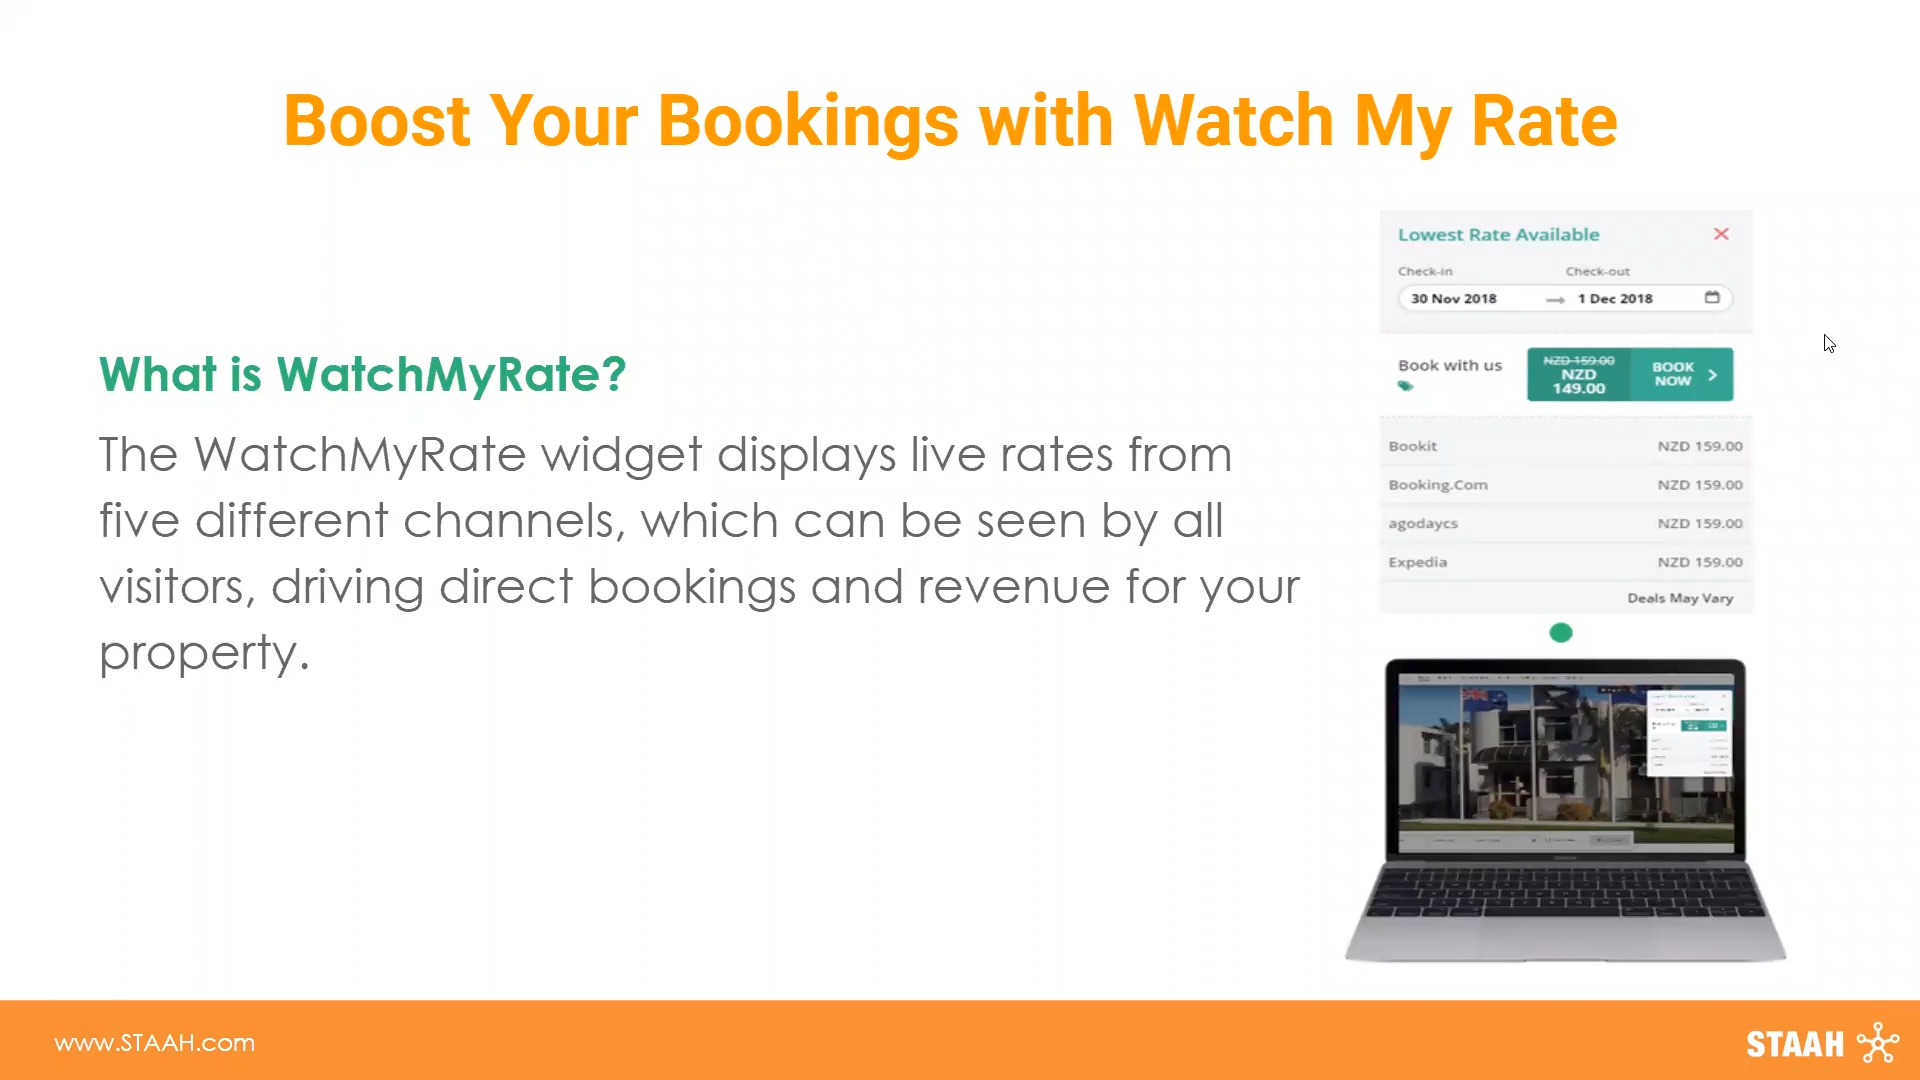 Boost Your Bookings with Watch My Rate
What is WatchMyRate?
The WatchMyRate widget displays live rates from
five different channels, which can be seen by all
visitors, driving direct bookings and revenue for your
property.
Lowest Rate Available
Check-in Check-out
30 Nov 2018 → 1 Dec 2018
Book with us
NZD 159.00
NZD
149.00
BOOK
NOW
Bookit NZD 159.00
Booking.Com NZD 159.00
agodaycs NZD 159.00
Expedia NZD 159.00
Deals May Vary
www.STAAH.com
STAAH